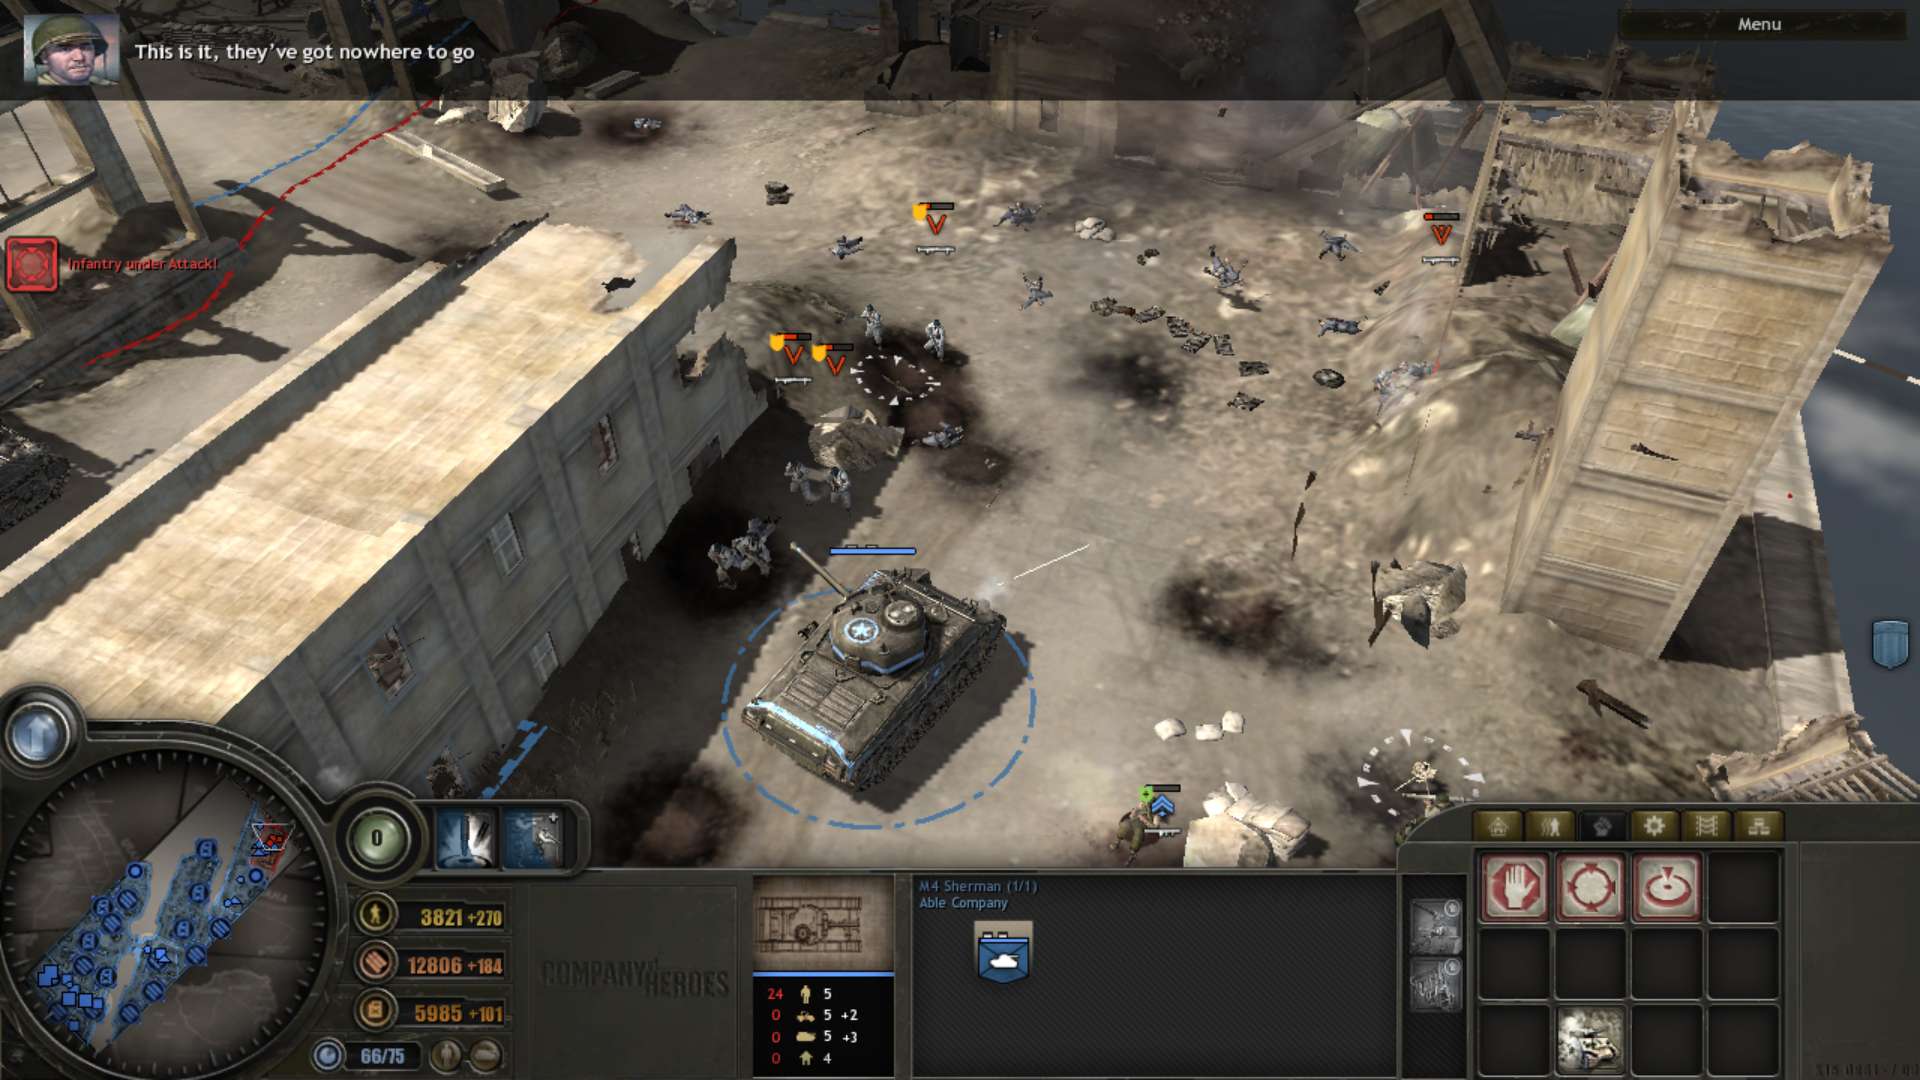 This is it, they've got nowhere to go
Menu
Infantry under Attack!
0
3821 +270
12806 +184
5985 +101
66/75
COMPANY of HEROES
24 5
0 5 +2
0 5 +3
0 4
M4 Sherman (1/1)
Able Company